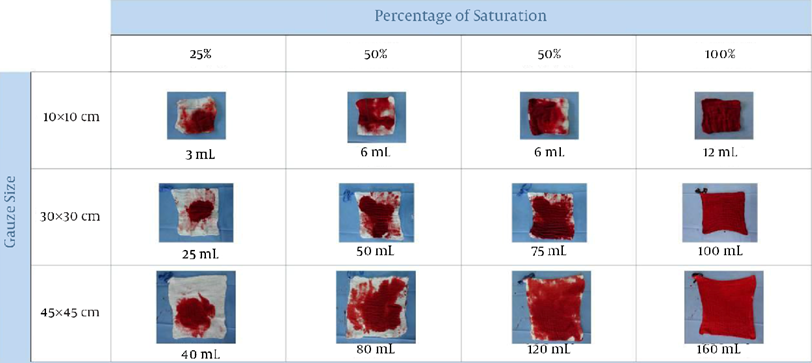 Percentage of Saturation
25% 50% 50% 100%
Gauze Size
10×10 cm
3 mL 6 mL 6 mL 12 mL
30×30 cm
25 mL 50 mL 75 mL 100 mL
45×45 cm
40 mL 80 mL 120 mL 160 mL